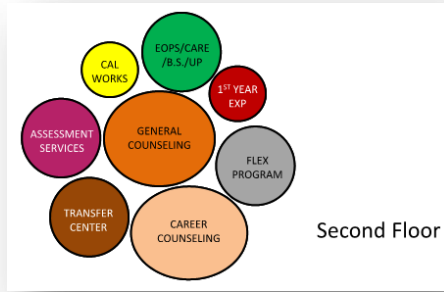 EOPS/CARE
/B.S./UP
CAL
WORKS
1ST YEAR
EXP
ASSESSMENT
SERVICES
GENERAL
COUNSELING
FLEX
PROGRAM
TRANSFER
CENTER
CAREER
COUNSELING
Second Floor